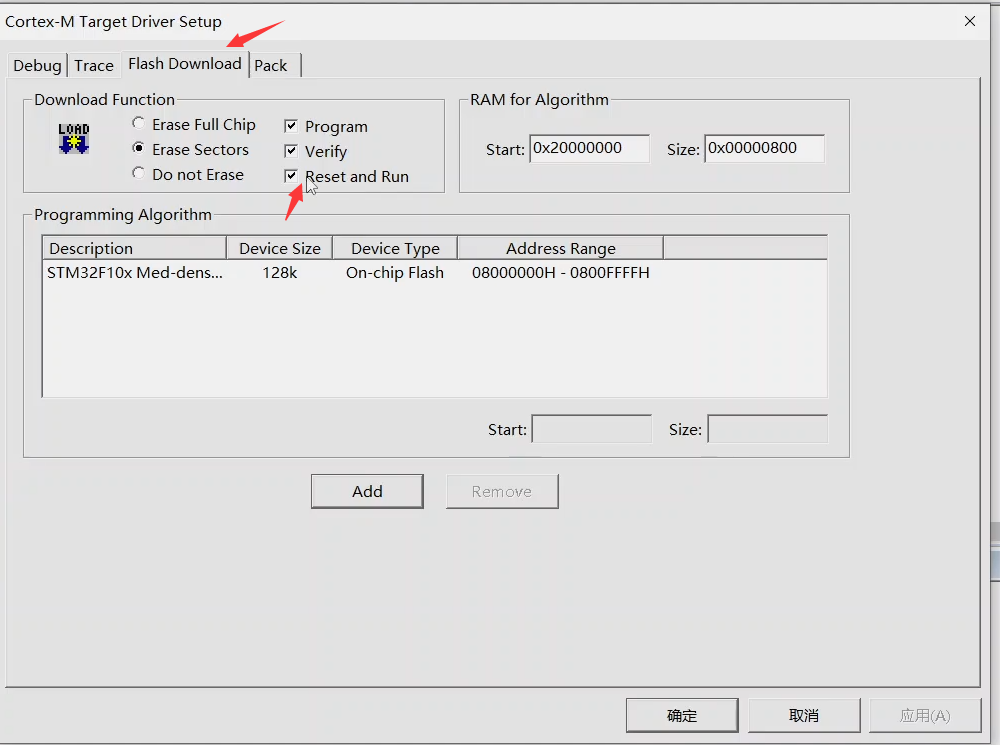 Cortex-M Target Driver Setup
Debug Trace Flash Download Pack
Download Function
LOAD
Erase Full Chip
Erase Sectors
Do not Erase
Program
Verify
Reset and Run
RAM for Algorithm
Start: 0x20000000 Size: 0x00000800
Programming Algorithm
Description Device Size Device Type Address Range
STM32F10x Med-dens... 128k On-chip Flash 08000000H - 0800FFFFH
Start: Size:
Add Remove
确定 取消 应用(A)